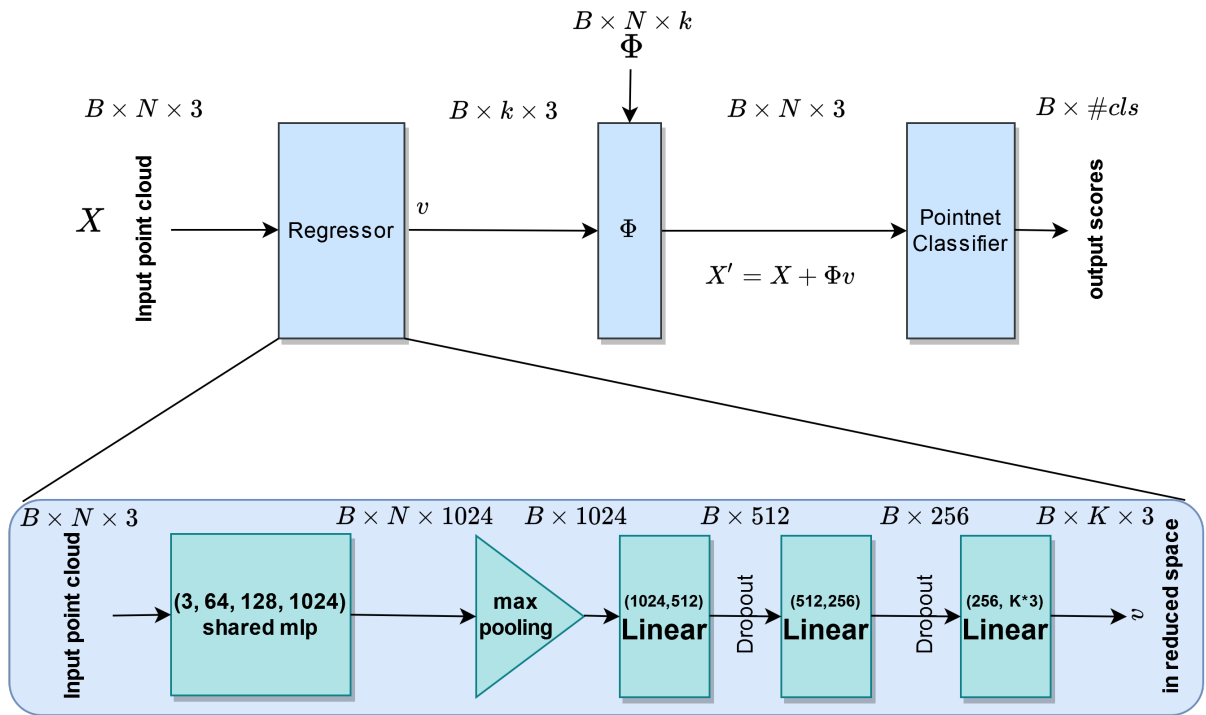 B × N × k
Φ
B × N × 3
B × k × 3
B × N × 3
B × #cls
X
Input point cloud
Regressor
v
Φ
X′ = X + Φv
Pointnet
Classifier
output scores
B × N × 3
B × N × 1024
B × 1024
B × 512
B × 256
B × K × 3
Input point cloud
(3, 64, 128, 1024)
shared mlp
max
pooling
(1024,512)
Linear
Dropout
(512,256)
Linear
Dropout
(256, K*3)
Linear
v
in reduced space